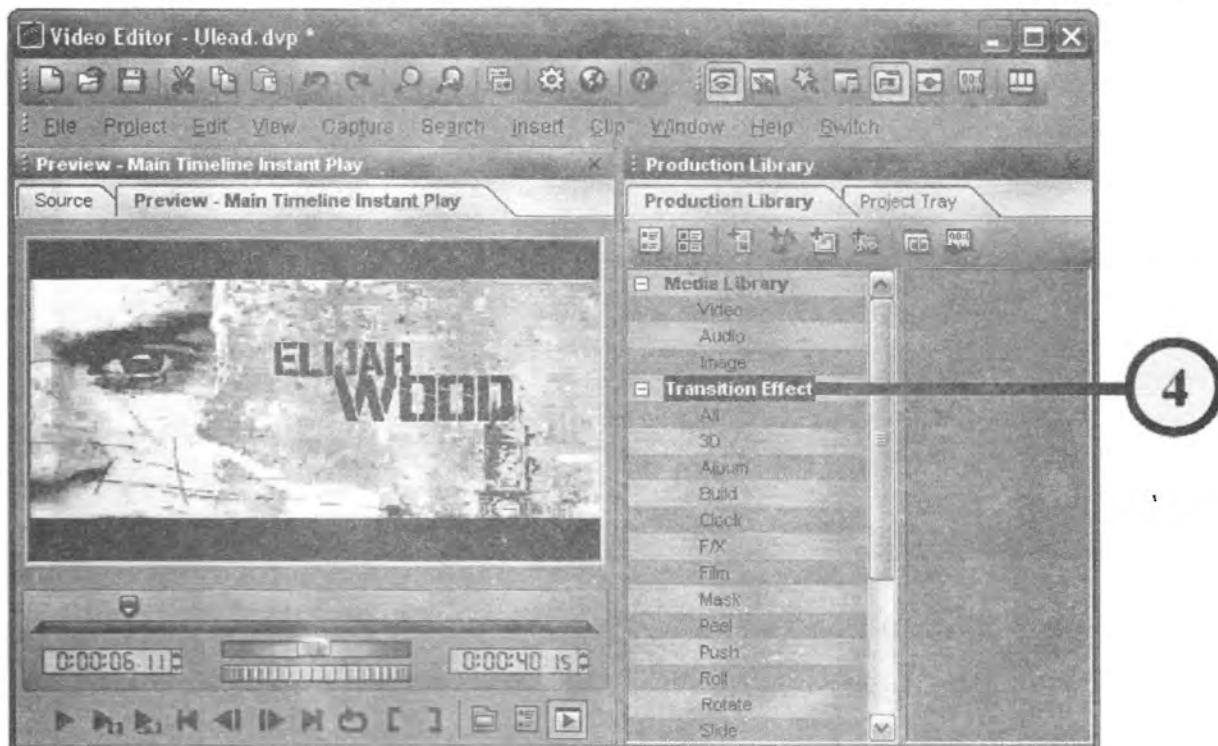 Video Editor - Ulead.dvp *
File Project Edit View Capture Search Insert Clip Window Help Switch
Preview - Main Timeline Instant Play
Source Preview - Main Timeline Instant Play
ELIJAH
WOOD
0:00:06.11
0:00:40 15
Production Library
Production Library Project Tray
Media Library
Video
Audio
Image
Transition Effect
All
3D
Album
Build
Clock
F/X
Film
Mask
Peel
Push
Roll
Rotate
Slide
4